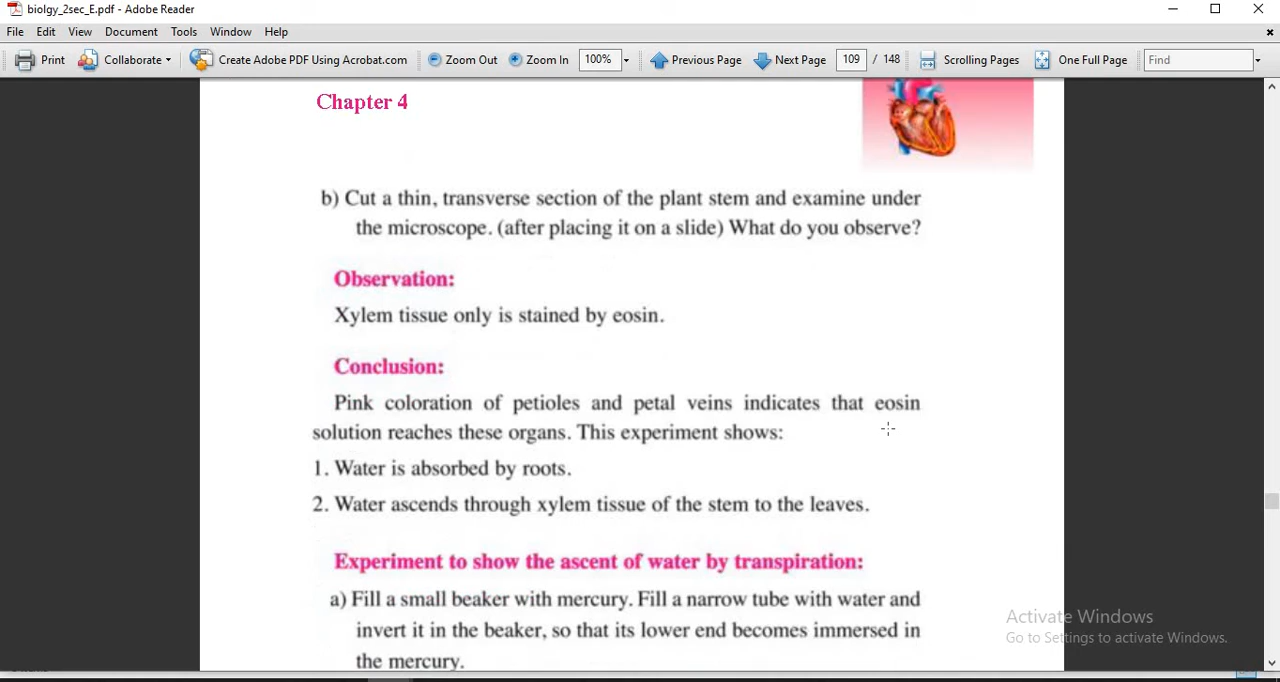 biolgy_2sec_E.pdf - Adobe Reader
File Edit View Document Tools Window Help
Print Collaborate Create Adobe PDF Using Acrobat.com Zoom Out Zoom In 100% Previous Page Next Page 109 / 148 Scrolling Pages One Full Page Find
Chapter 4
b) Cut a thin, transverse section of the plant stem and examine under
the microscope. (after placing it on a slide) What do you observe?
Observation:
Xylem tissue only is stained by eosin.
Conclusion:
Pink coloration of petioles and petal veins indicates that eosin
solution reaches these organs. This experiment shows:
1. Water is absorbed by roots.
2. Water ascends through xylem tissue of the stem to the leaves.
Experiment to show the ascent of water by transpiration:
a) Fill a small beaker with mercury. Fill a narrow tube with water and
invert it in the beaker, so that its lower end becomes immersed in
the mercury.
Activate Windows
Go to Settings to activate Windows.